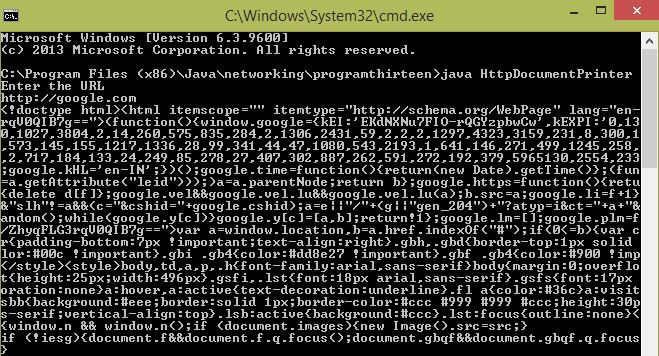 C:\Windows\System32\cmd.exe
Microsoft Windows [Version 6.3.9600]
(c) 2013 Microsoft Corporation. All rights reserved.
C:\Program Files (x86)\Java\networking\programthirteen>java HttpDocumentPrinter
Enter the URL
http://google.com
<!doctype html><html itemscope="" itemtype="http://schema.org/WebPage" lang="en-
rqV0QIB7g=="><(function(){window.google={kEI:'EKdNXNu7FIO-rQGYzpbwCw',kEXPI:'0,13
0,1027,3804,2,14,260,575,835,284,2,1306,2431,59,2,2,2,1297,4323,3159,231,8,300,1
573,145,155,1217,1336,28,99,341,44,47,1080,543,2193,1,641,146,271,499,1245,258,
,2,717,184,133,24,249,85,278,27,407,302,887,262,591,272,192,379,5965130,2554,233
;google.kHL='en-IN';})();google.time=function(){return(new Date).getTime()};(fun
=a.getAttribute("leid")));)a=a.parentNode;return b};google.https=function(){retu
{delete d[f]};google.vel&&google.vel.lu&&google.vel.lu(a);h.src=a;google.li=f+1}
&"slh"!=a&&(c="&cshid="+google.cshid);a=e||"/"+(g||"gen_204")+"?atyp=i&ct="+a+"&
andom();while(google.y[c])}google.y[c]=[a,b];return!1};google.lm=[];google.plm=f
/ZhyqFLG3rqV0QIB7g==">var a=window.location,b=a.href.indexOf("#");if(0<=b){var c
r{padding-bottom:7px !important;text-align:right}.gbh,.gbd{border-top:1px solid
lor:#00c !important}.gbi .gb4{color:#dd8e27 !important}.gbf .gb4{color:#900 !imp
</style><style>body,td,a,p,.h{font-family:arial,sans-serif}body{margin:0;overflo
t{height:25px;width:496px}.gsfi,.lst{font:18px arial,sans-serif}.gsfs{font:17px
oration:none}a:hover,a:active{text-decoration:underline}.fl a{color:#36c}a:visit
sbb{background:#eee;border:solid 1px;border-color:#ccc #999 #999 #ccc;height:30p
s-serif;vertical-align:top}.lsb:active{background:#ccc}.lst:focus{outline:none}<
{window.n && window.n();if (document.images){new Image().src=src;}
if (!iesg){document.f&&document.f.q.focus();document.gbqf&&document.gbqf.q.focus
}